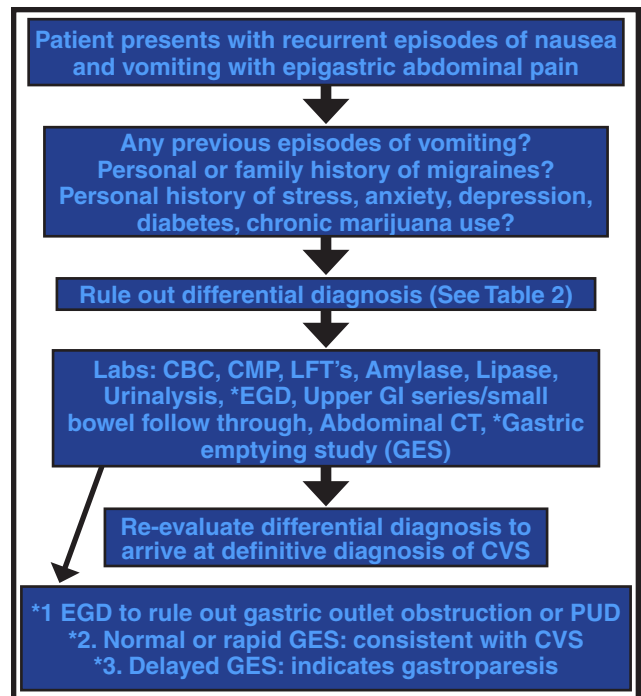 Patient presents with recurrent episodes of nausea
and vomiting with epigastric abdominal pain
Any previous episodes of vomiting?
Personal or family history of migraines?
Personal history of stress, anxiety, depression,
diabetes, chronic marijuana use?
Rule out differential diagnosis (See Table 2)
Labs: CBC, CMP, LFT's, Amylase, Lipase,
Urinalysis, *EGD, Upper GI series/small
bowel follow through, Abdominal CT, *Gastric
emptying study (GES)
Re-evaluate differential diagnosis to
arrive at definitive diagnosis of CVS
*1 EGD to rule out gastric outlet obstruction or PUD
*2. Normal or rapid GES: consistent with CVS
*3. Delayed GES: indicates gastroparesis